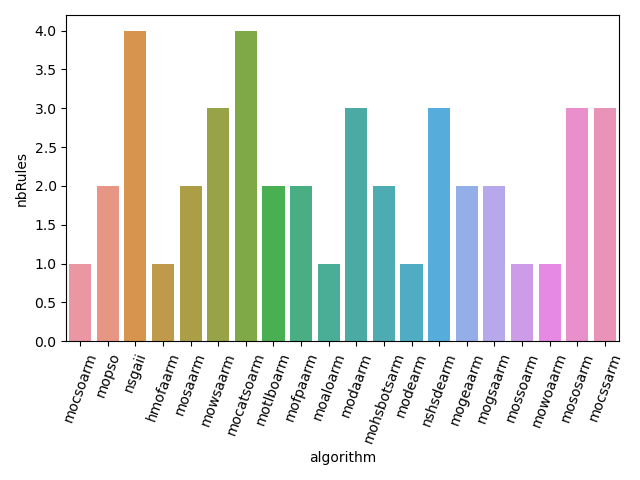 4.0
3.5
3.0
2.5
2.0
1.5
1.0
0.5
0.0
nbRules
mocsoarm
mopso
nsgaii
hmofaarm
mosaarm
mowsaarm
mocatsoarm
motlboarm
mofpaarm
moaloarm
modaarm
mohsbotsarm
modearm
nshsdearm
mogeaarm
mogsaarm
mossoarm
mowoaarm
mososarm
mocssarm
algorithm